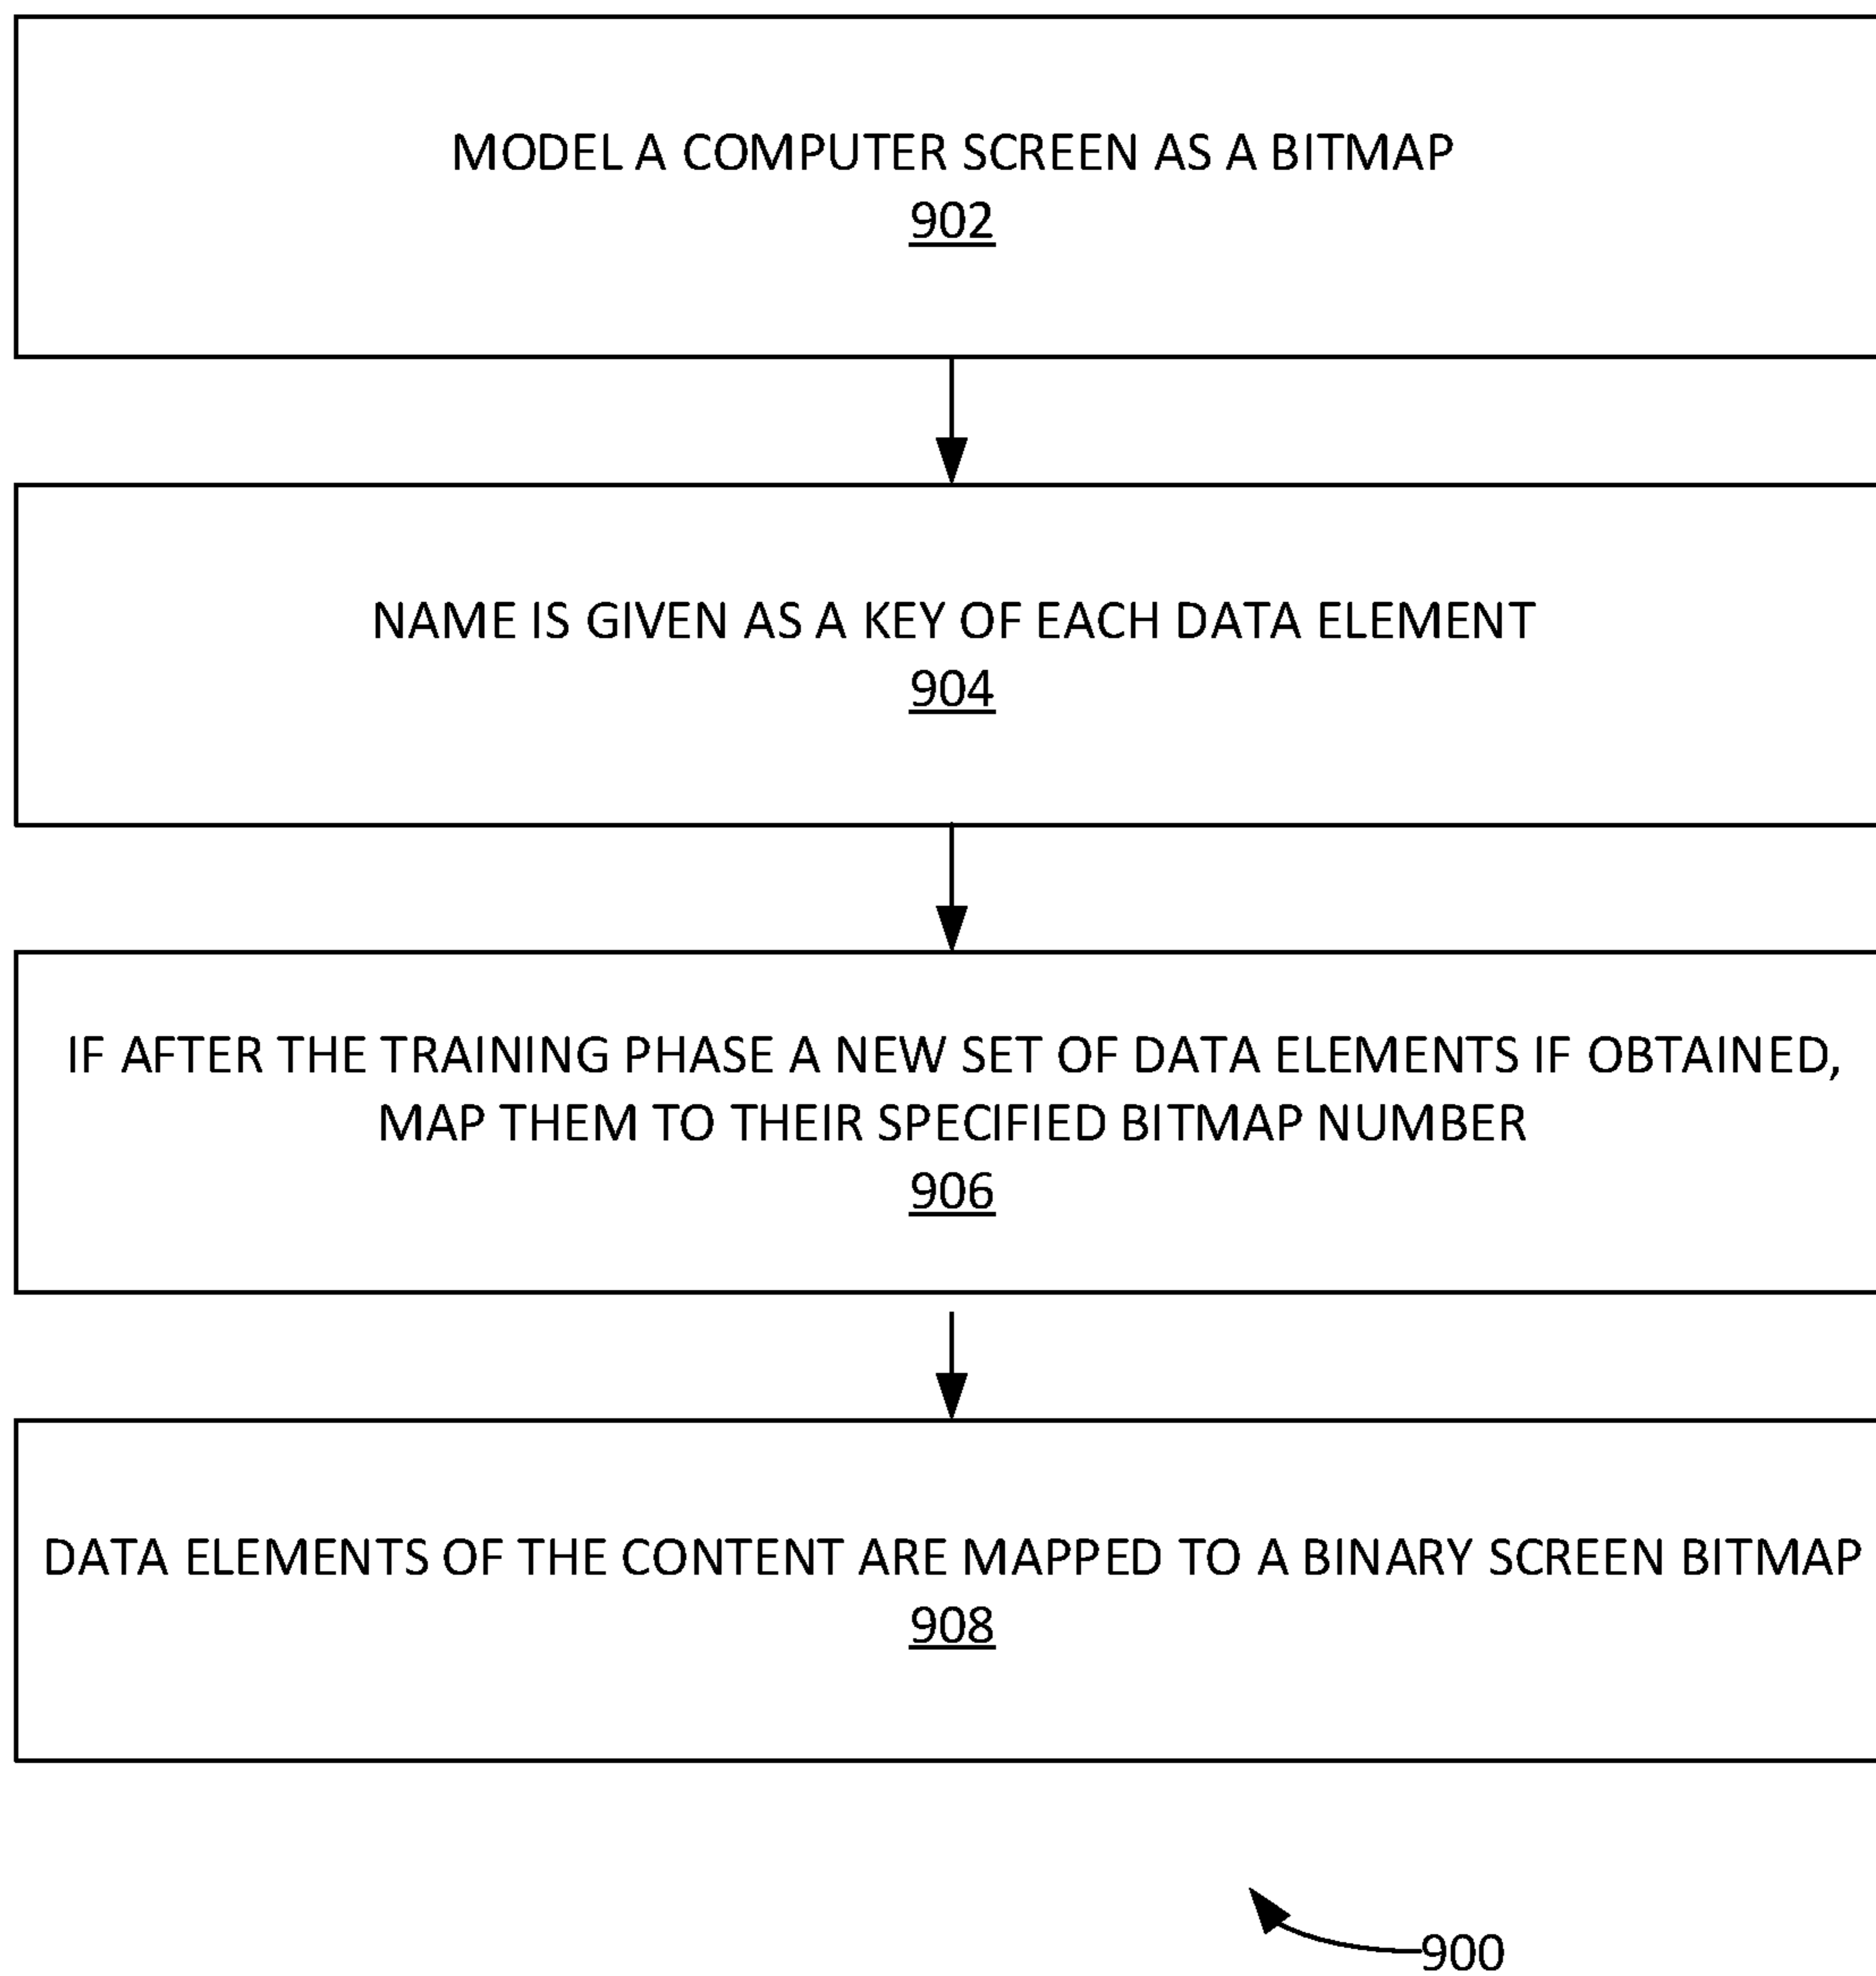 MODEL A COMPUTER SCREEN AS A BITMAP
902
NAME IS GIVEN AS A KEY OF EACH DATA ELEMENT
904
IF AFTER THE TRAINING PHASE A NEW SET OF DATA ELEMENTS IF OBTAINED,
MAP THEM TO THEIR SPECIFIED BITMAP NUMBER
906
DATA ELEMENTS OF THE CONTENT ARE MAPPED TO A BINARY SCREEN BITMAP
908
900